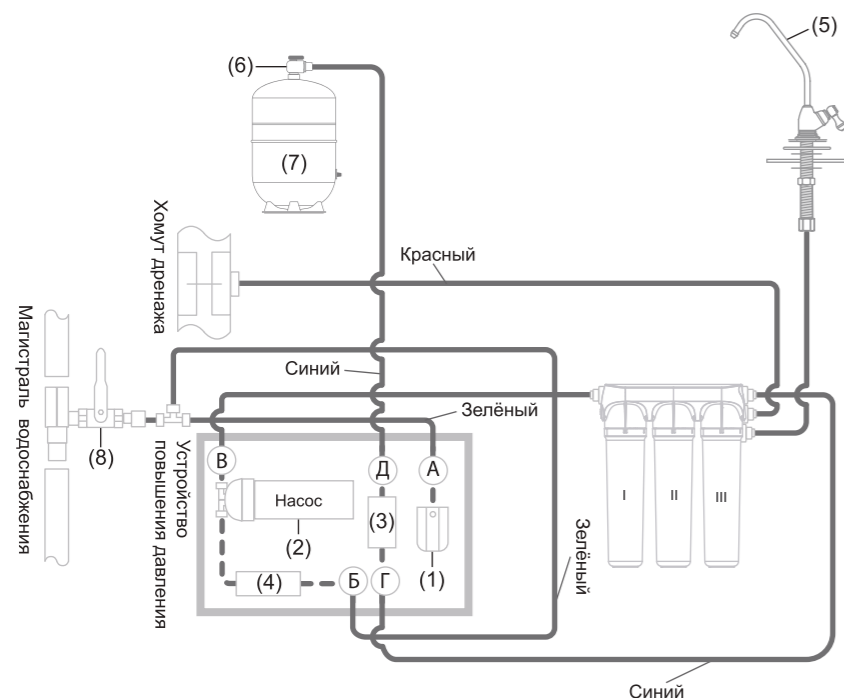 (5)
(6)
(7)
Хомут дренажа
Красный
Магистраль водоснабжения
Синий
Зелёный
(8)
Устройство
повышения давления
В
Д
А
Насос
(2)
(3)
(1)
(4)
Б
Г
I
II
III
Зелёный
Синий